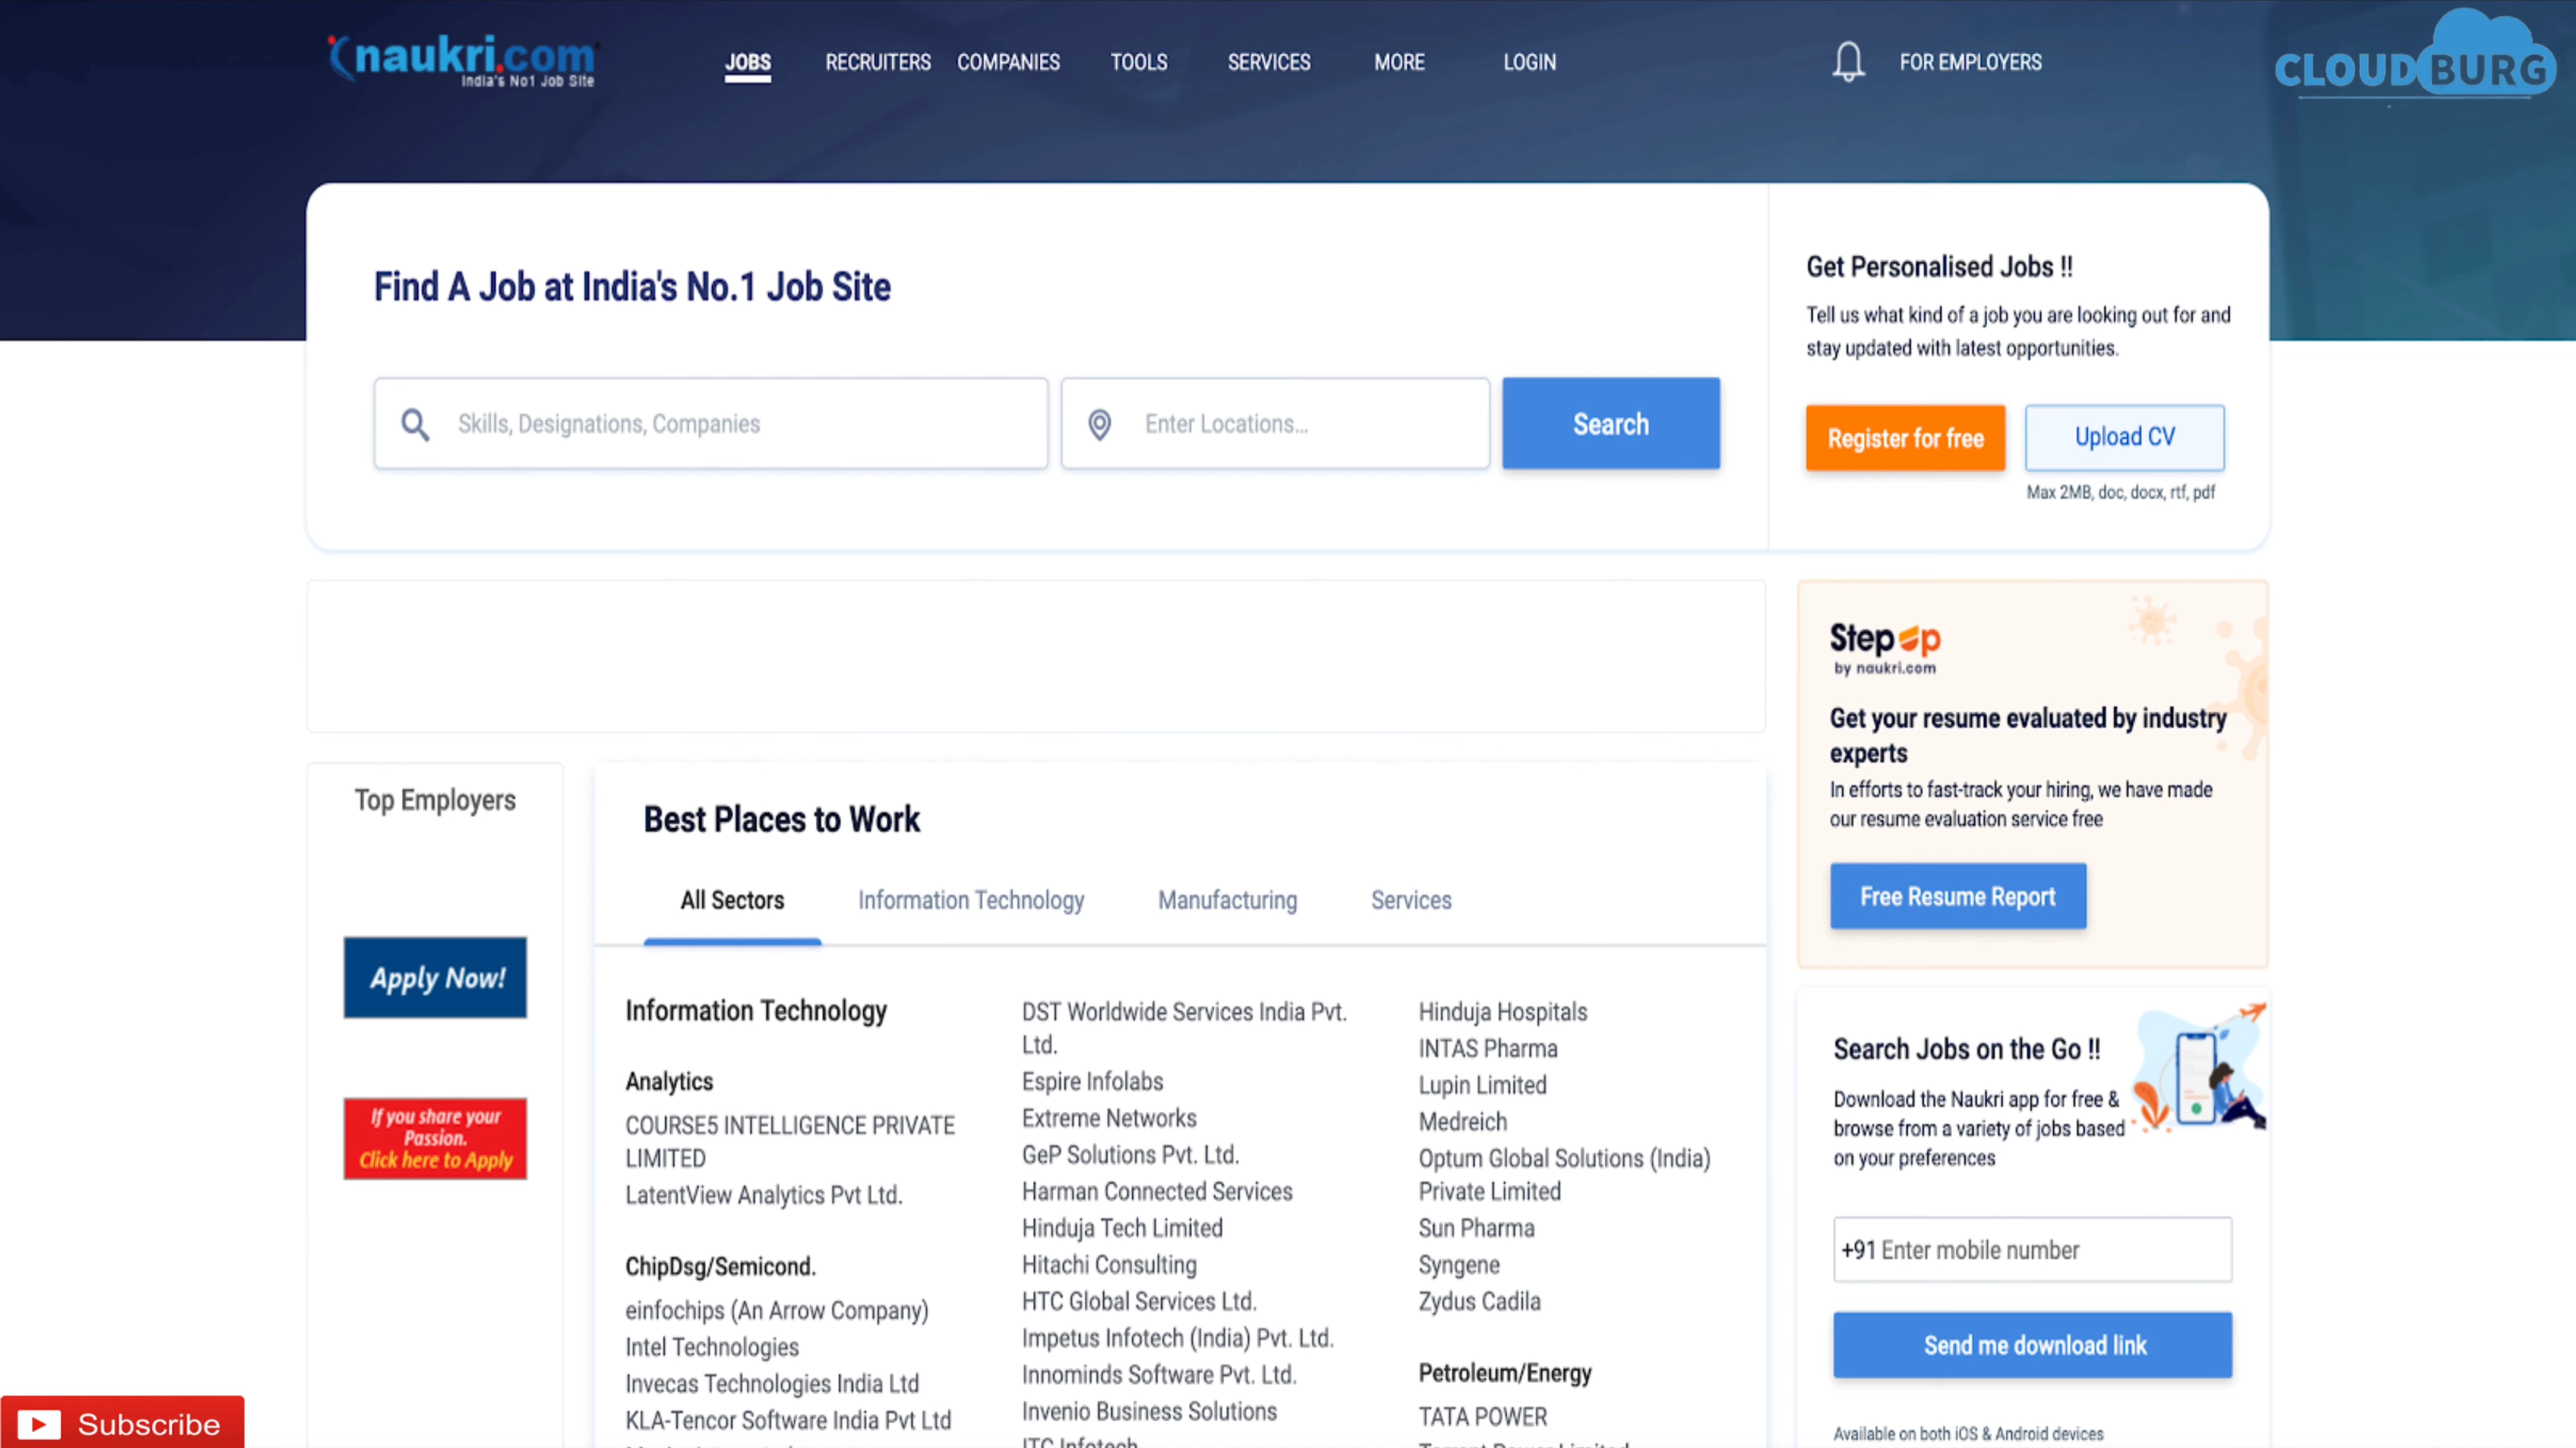 naukri.com
India's No1 Job Site
JOBS
RECRUITERS
COMPANIES
TOOLS
SERVICES
MORE
LOGIN
FOR EMPLOYERS
CLOUDBURG
Find A Job at India's No.1 Job Site
Skills, Designations, Companies
Enter Locations...
Search
Get Personalised Jobs !!
Tell us what kind of a job you are looking out for and
stay updated with latest opportunities.
Register for free
Upload CV
Max 2MB, doc, docx, rtf, pdf
StepUp
by naukri.com
Get your resume evaluated by industry
experts
In efforts to fast-track your hiring, we have made
our resume evaluation service free
Free Resume Report
Top Employers
Apply Now!
If you share your
Passion.
Click here to Apply
Best Places to Work
All Sectors
Information Technology
Manufacturing
Services
Information Technology
Analytics
COURSE5 INTELLIGENCE PRIVATE
LIMITED
LatentView Analytics Pvt Ltd.
ChipDsg/Semicond.
einfochips (An Arrow Company)
Intel Technologies
Invecas Technologies India Ltd
KLA-Tencor Software India Pvt Ltd
DST Worldwide Services India Pvt.
Ltd.
Espire Infolabs
Extreme Networks
GeP Solutions Pvt. Ltd.
Harman Connected Services
Hinduja Tech Limited
Hitachi Consulting
HTC Global Services Ltd.
Impetus Infotech (India) Pvt. Ltd.
Innominds Software Pvt. Ltd.
Invenio Business Solutions
ITC Infotech
Hinduja Hospitals
INTAS Pharma
Lupin Limited
Medreich
Optum Global Solutions (India)
Private Limited
Sun Pharma
Syngene
Zydus Cadila
Petroleum/Energy
TATA POWER
Torrent Power Limited
Search Jobs on the Go !!
Download the Naukri app for free &
browse from a variety of jobs based
on your preferences
+91 Enter mobile number
Send me download link
Available on both iOS & Android devices
Subscribe